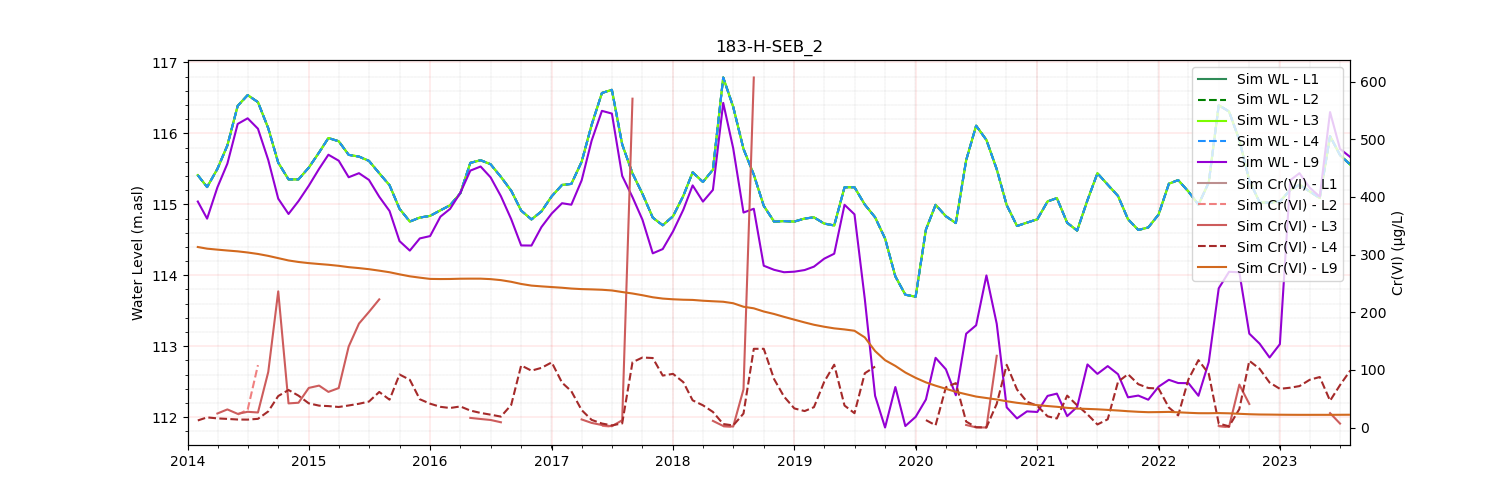 183-H-SEB_2
117
116
115
114
113
112
Water Level (m.asl)
600
500
400
300
200
100
0
Cr(VI) (µg/L)
Sim WL - L1
Sim WL - L2
Sim WL - L3
Sim WL - L4
Sim WL - L9
Sim Cr(VI) - L1
Sim Cr(VI) - L2
Sim Cr(VI) - L3
Sim Cr(VI) - L4
Sim Cr(VI) - L9
2014 2015 2016 2017 2018 2019 2020 2021 2022 2023